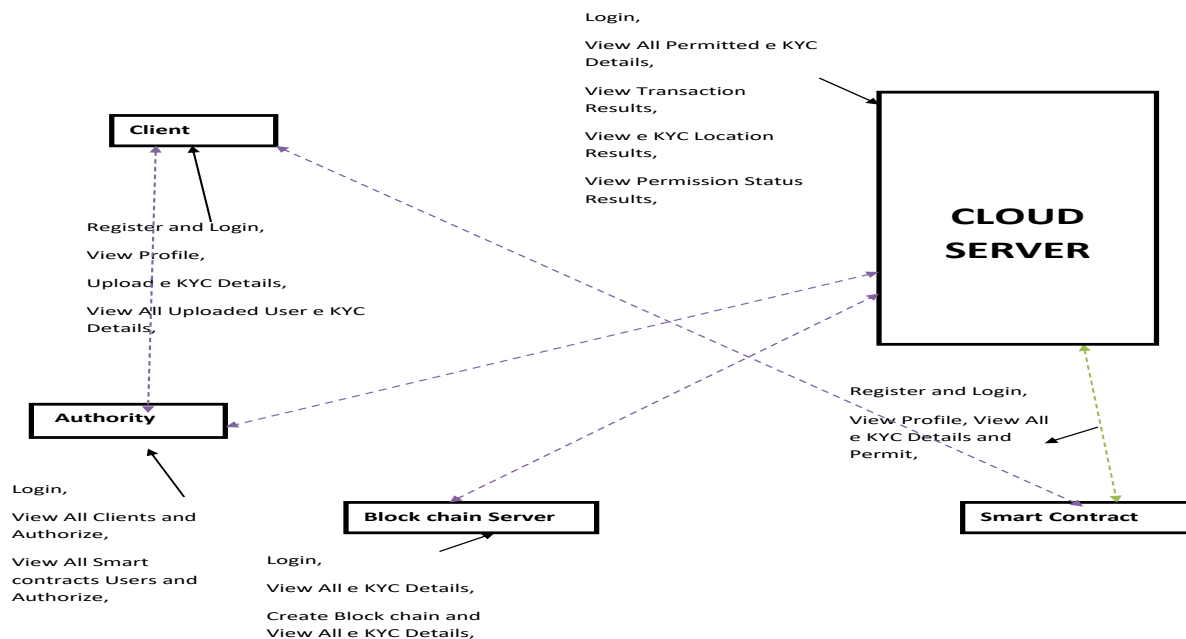 Login,
View All Permitted e KYC
Details,
View Transaction
Results,
View e KYC Location
Results,
View Permission Status
Results,
CLOUD
SERVER
Client
Register and Login,
View Profile,
Upload e KYC Details,
View All Uploaded User e KYC
Details,
Register and Login,
View Profile, View All
e KYC Details and
Permit,
Authority
Login,
View All Clients and
Authorize,
View All Smart
contracts Users and
Authorize,
Block chain Server
Login,
View All e KYC Details,
Create Block chain and
View All e KYC Details,
Smart Contract